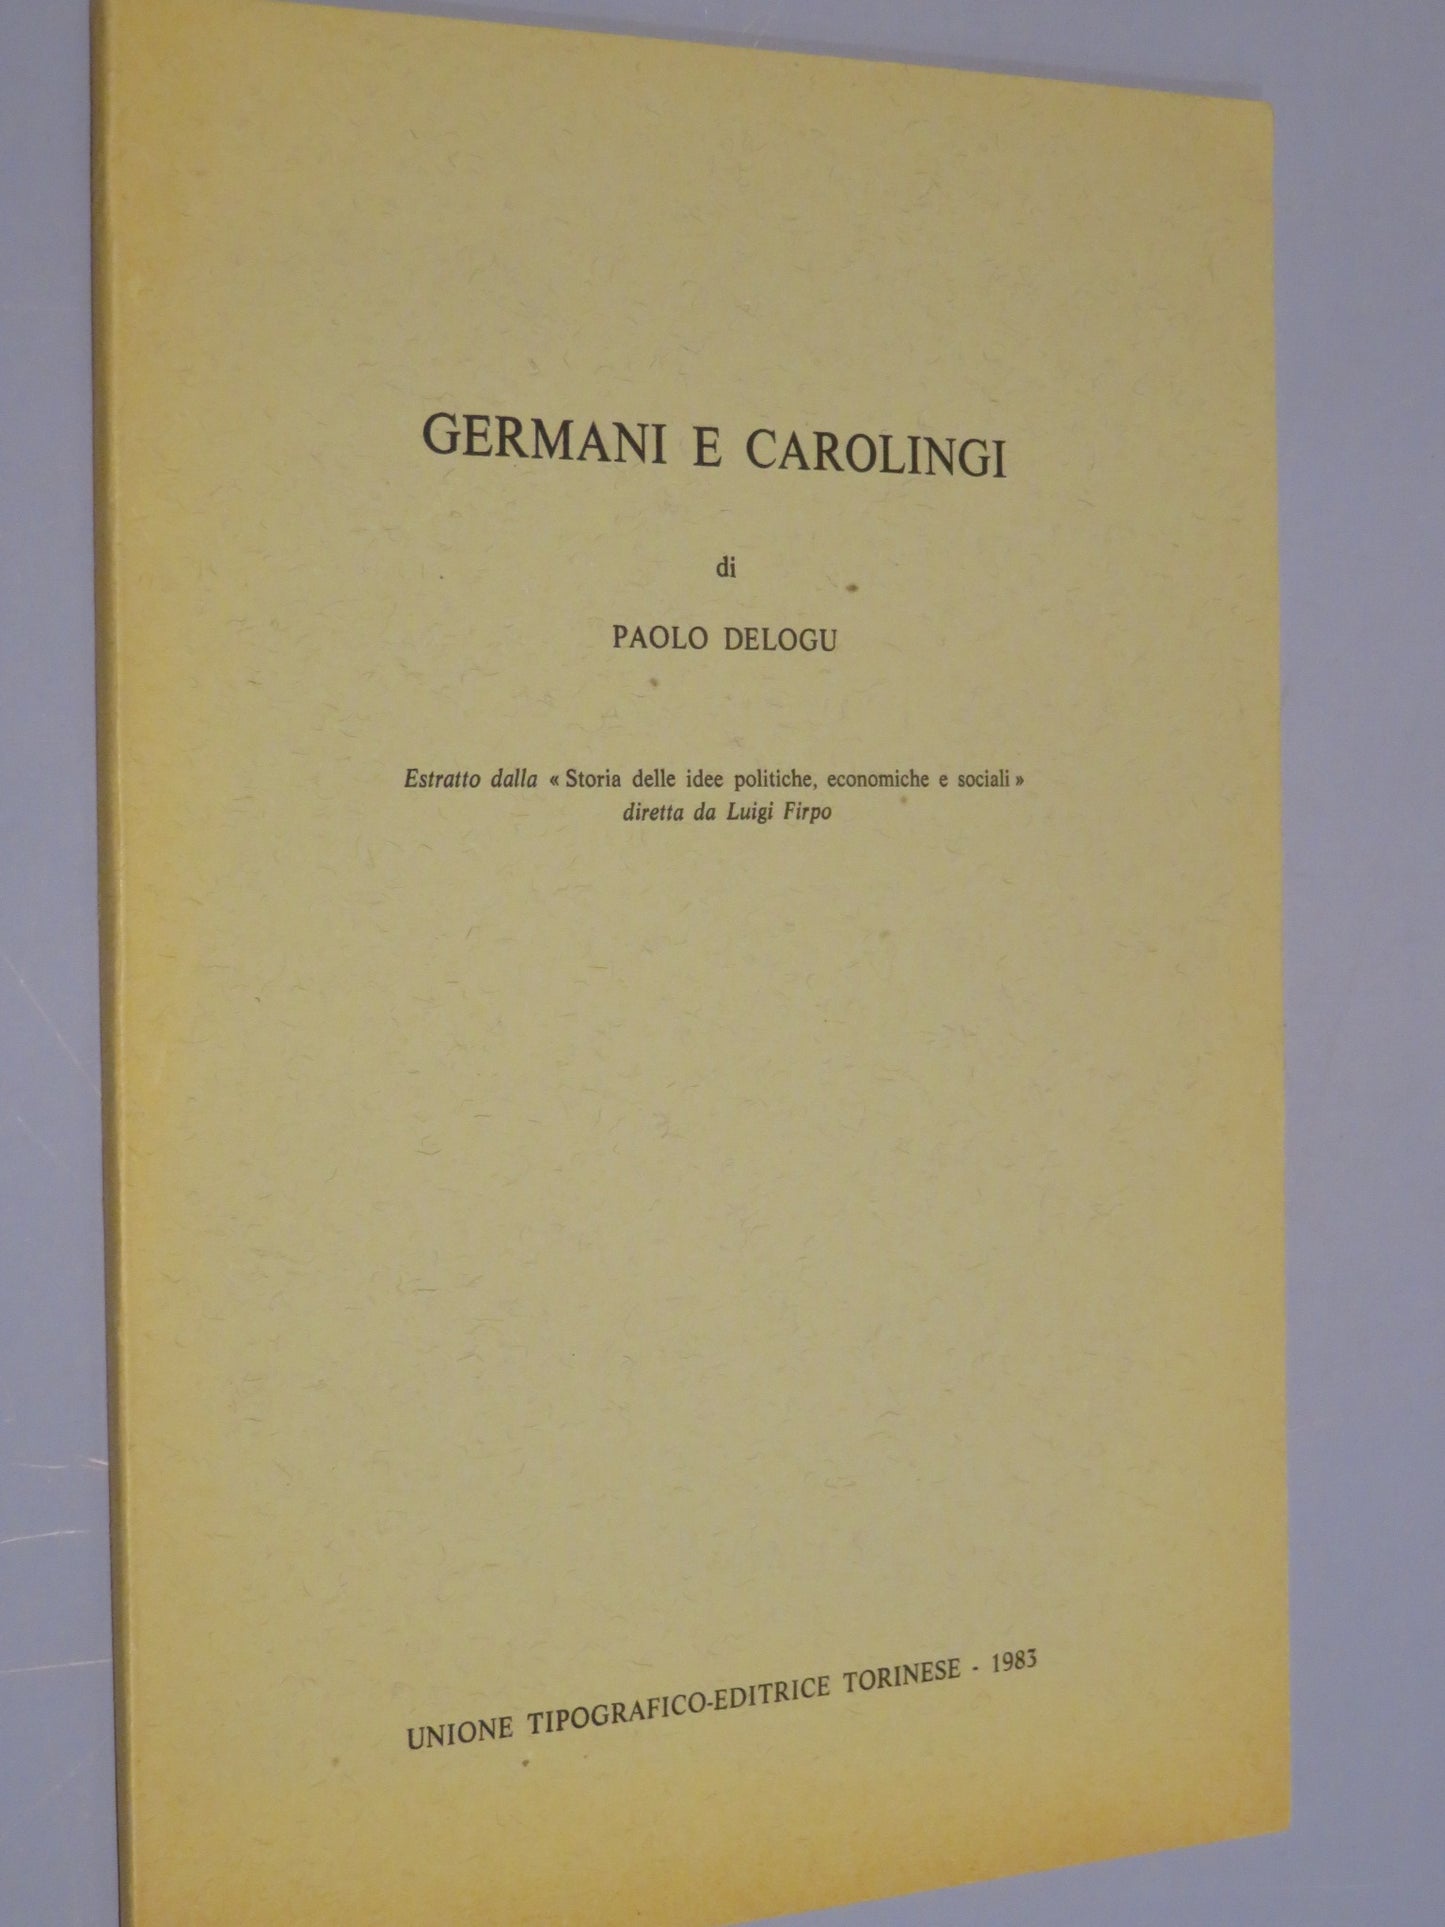 GERMANI E CAROLINGI
di
PAOLO DELOGU
Estratto dalla « Storia delle idee politiche, economiche e sociali »
diretta da Luigi Firpo
UNIONE TIPOGRAFICO-EDITRICE TORINESE - 1983